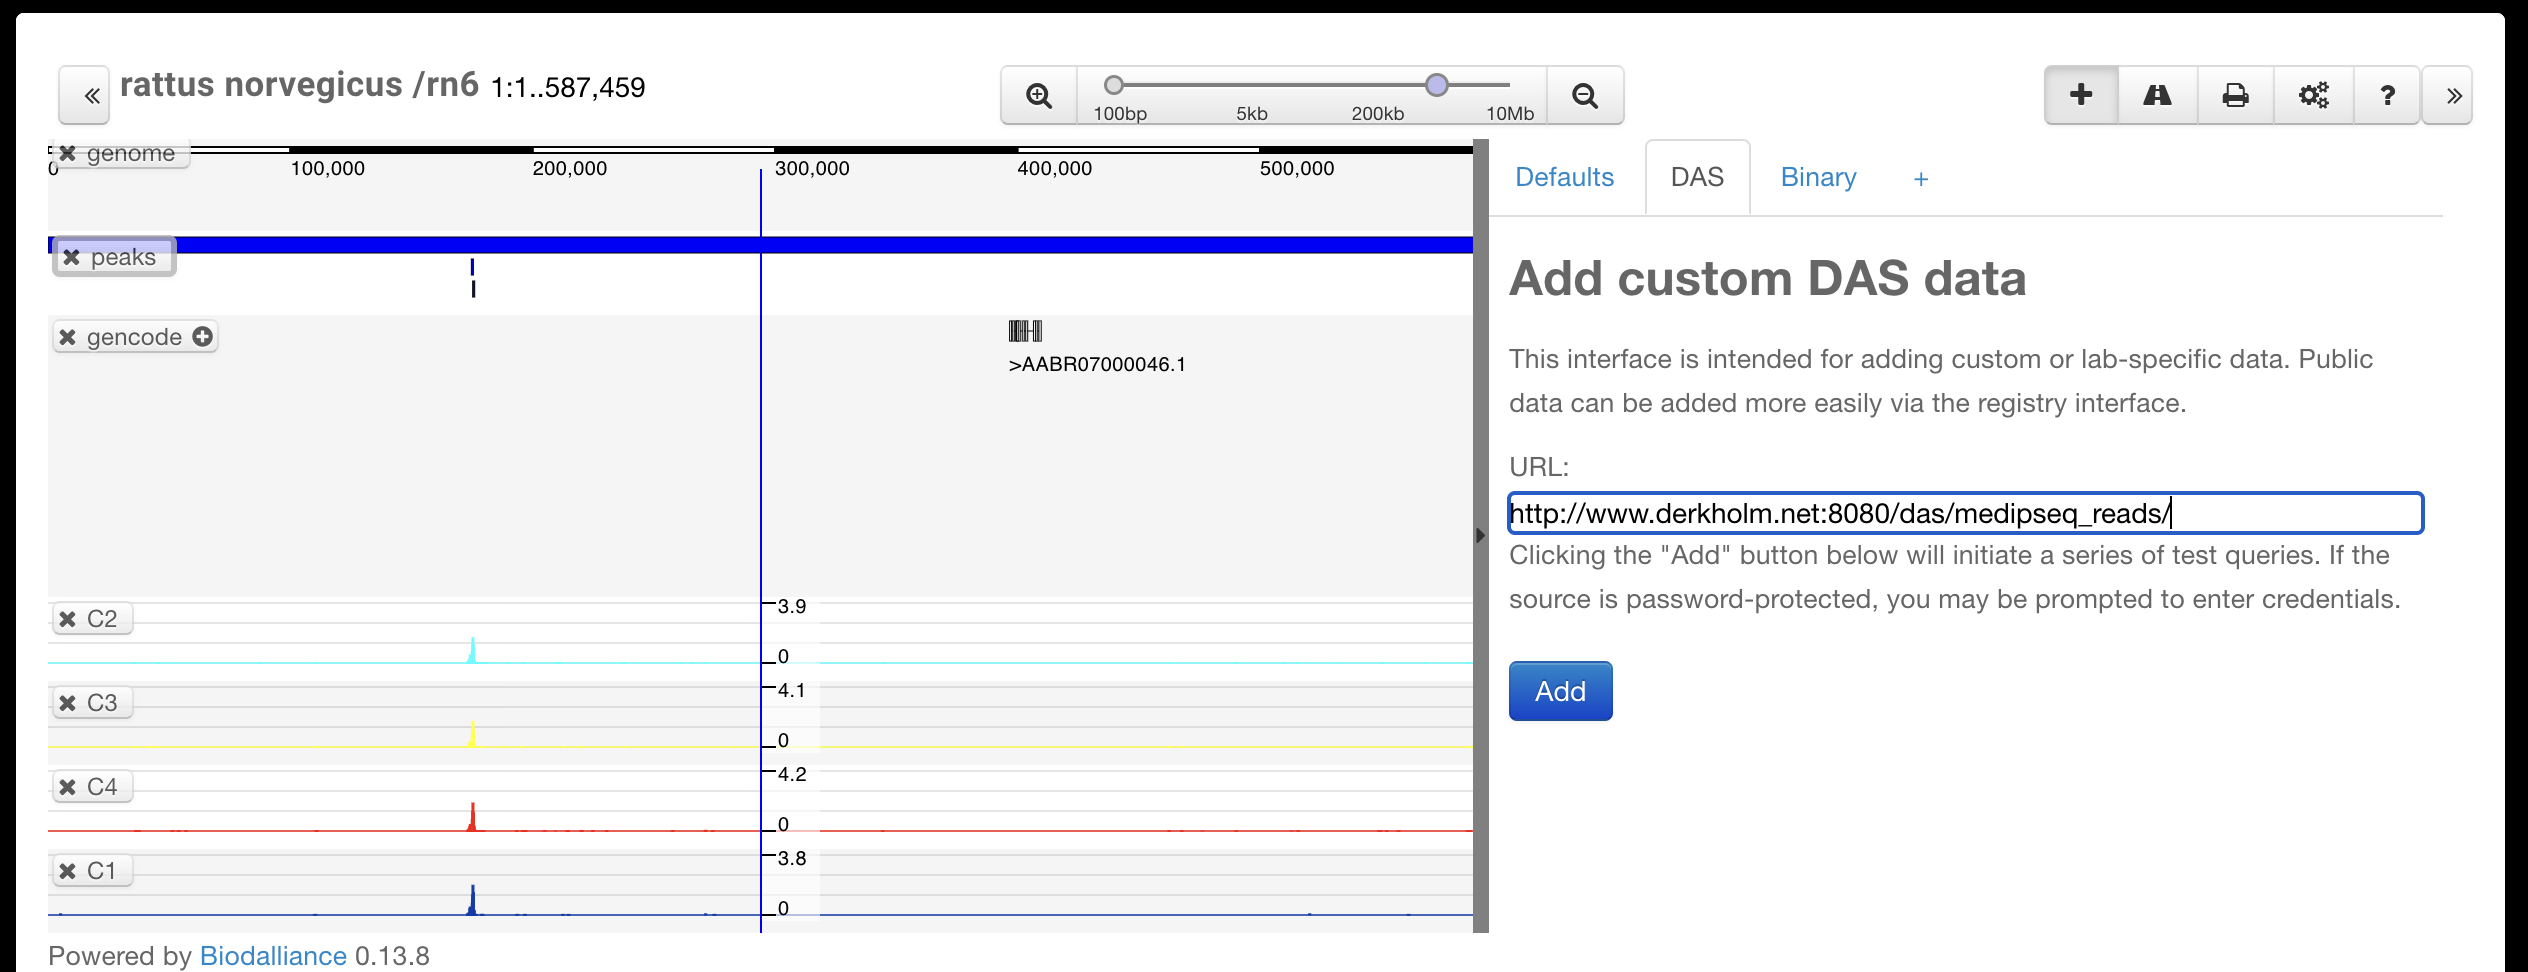 « rattus norvegicus /rn6 1:1..587,459
100bp 5kb 200kb 10Mb
? »
genome
0 100,000 200,000 300,000 400,000 500,000
peaks
gencode
>AABR07000046.1
C2
3.9
0
C3
4.1
0
C4
4.2
0
C1
3.8
0
Powered by Biodalliance 0.13.8
Defaults DAS Binary +
Add custom DAS data
This interface is intended for adding custom or lab-specific data. Public
data can be added more easily via the registry interface.
URL:
http://www.derkholm.net:8080/das/medipseq_reads/
Clicking the "Add" button below will initiate a series of test queries. If the
source is password-protected, you may be prompted to enter credentials.
Add